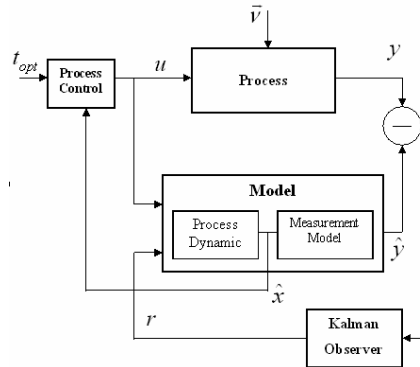 v⃗
t_opt
Process
Control
u
Process
y
—
Model
Process
Dynamic
Measurement
Model
x̂
ŷ
r
Kalman
Observer